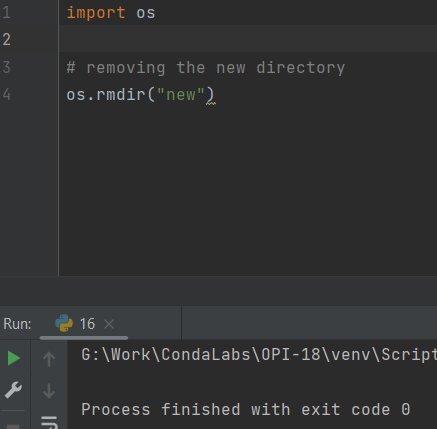 1 import os
2
3 # removing the new directory
4 os.rmdir("new")
Run: 16
G:\Work\CondaLabs\OPI-18\venv\Script
Process finished with exit code 0